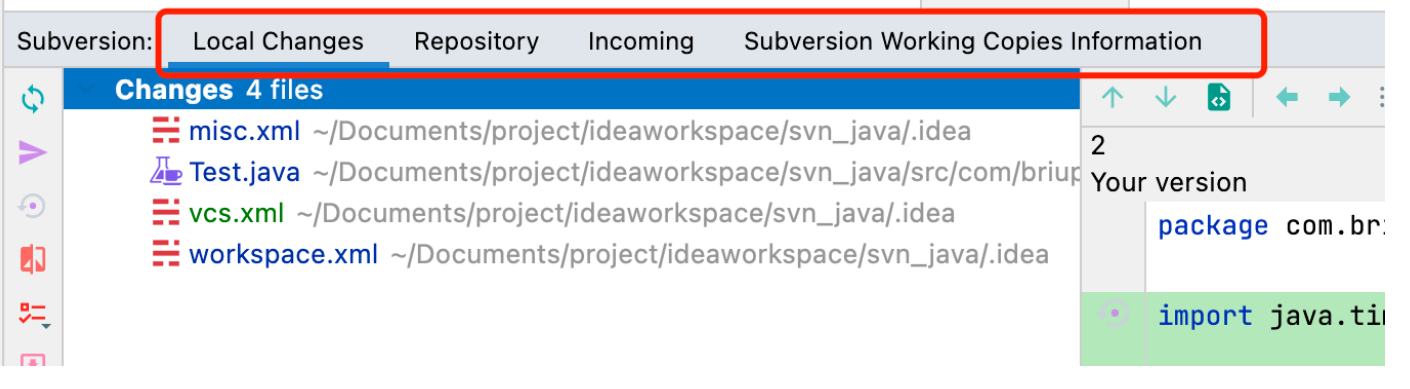 Subversion: Local Changes Repository Incoming Subversion Working Copies Information
Changes 4 files
misc.xml ~/Documents/project/ideaworkspace/svn_java/.idea
Test.java ~/Documents/project/ideaworkspace/svn_java/src/com/briup
vcs.xml ~/Documents/project/ideaworkspace/svn_java/.idea
workspace.xml ~/Documents/project/ideaworkspace/svn_java/.idea
2
Your version
package com.bri
import java.tim